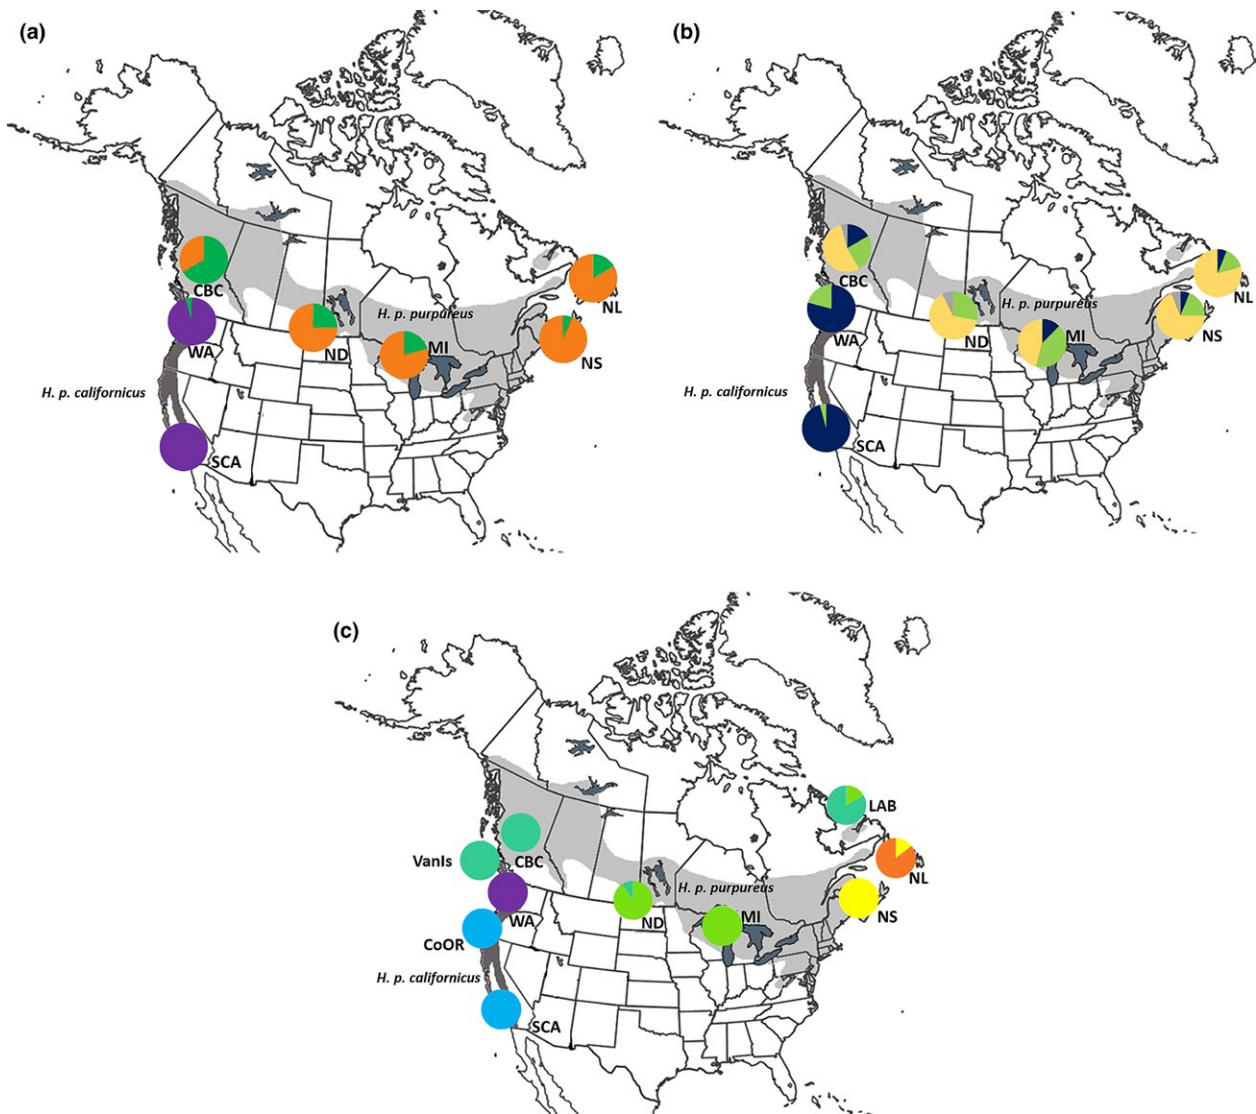 (a)
CBC
NL
H. p. purpureus
WA
ND
MI
NS
H. p. californicus
SCA
(b)
CBC
NL
H. p. purpureus
WA
ND
MI
NS
H. p. californicus
SCA
(c)
LAB
VanIs
CBC
H. p. purpureus
NL
WA
ND
MI
NS
CoOR
H. p. californicus
SCA